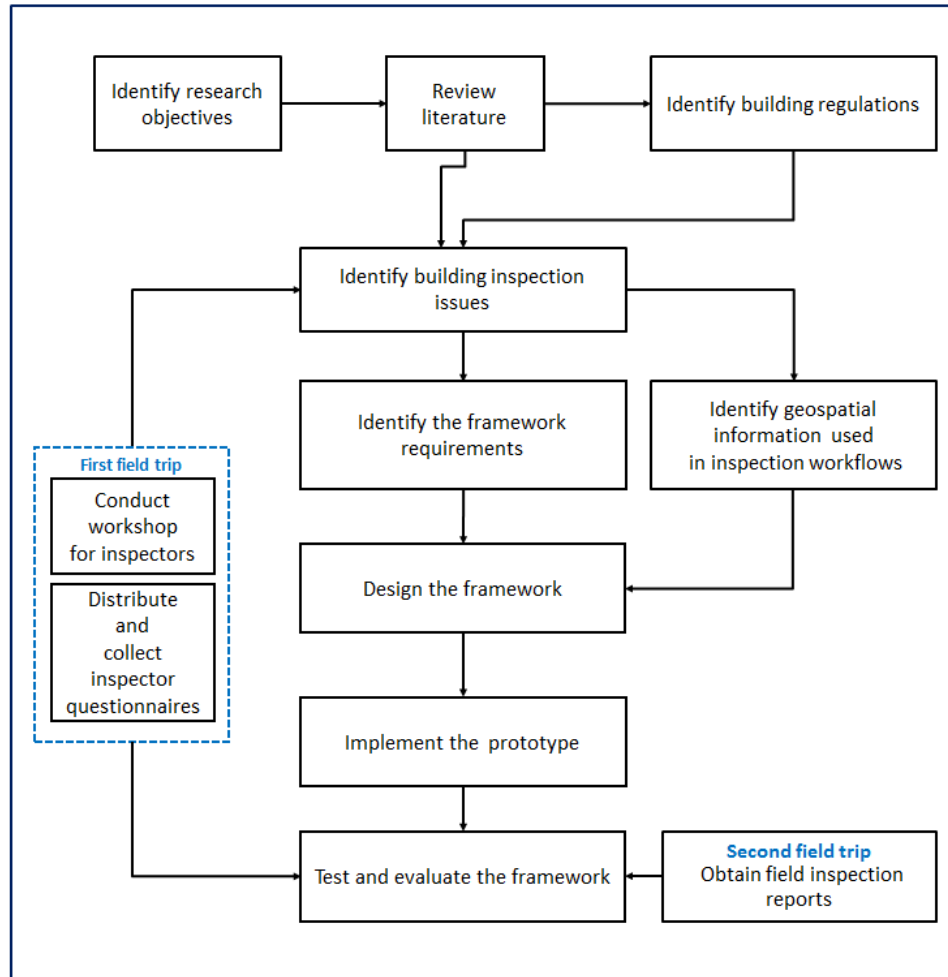 Identify research
objectives
Review
literature
Identify building regulations
Identify building inspection
issues
Identify the framework
requirements
Identify geospatial
information used
in inspection workflows
First field trip
Conduct
workshop
for inspectors
Distribute
and
collect
inspector
questionnaires
Design the framework
Implement the prototype
Test and evaluate the framework
Second field trip
Obtain field inspection
reports